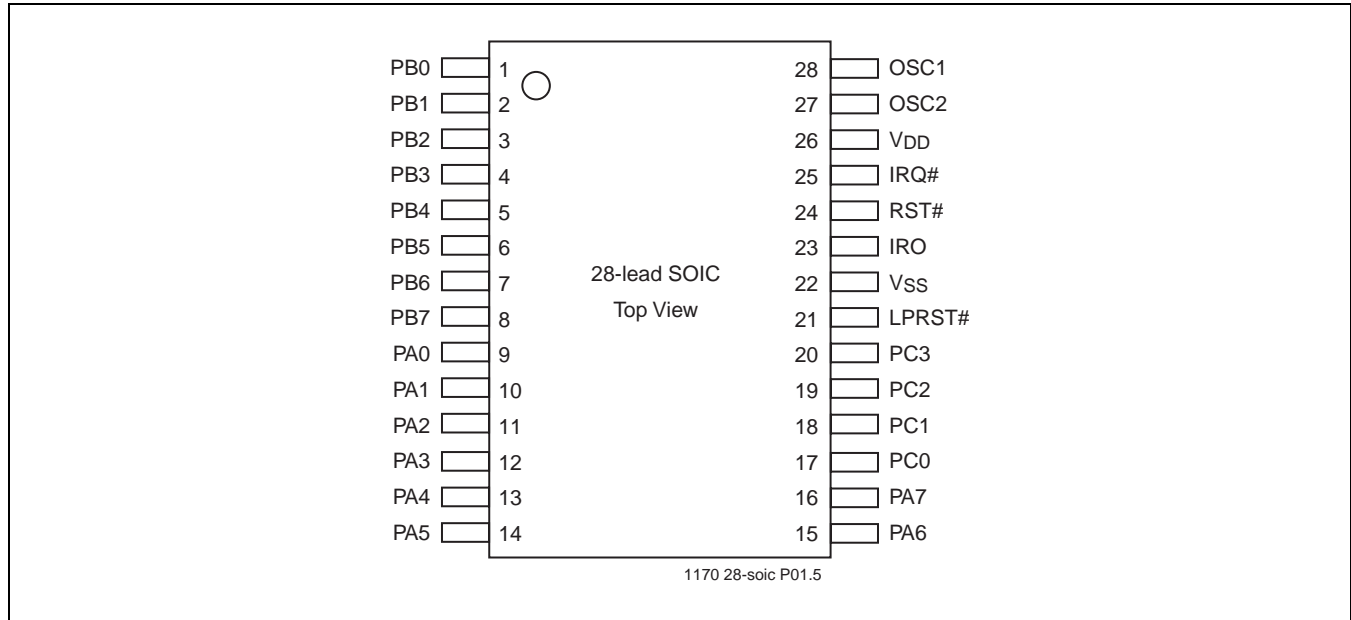 PB0 1 28 OSC1
PB1 2 27 OSC2
PB2 3 26 VDD
PB3 4 25 IRQ#
PB4 5 24 RST#
PB5 6 23 IRO
PB6 7 28-lead SOIC 22 VSS
PB7 8 Top View 21 LPRST#
PA0 9 20 PC3
PA1 10 19 PC2
PA2 11 18 PC1
PA3 12 17 PC0
PA4 13 16 PA7
PA5 14 15 PA6
1170 28-soic P01.5